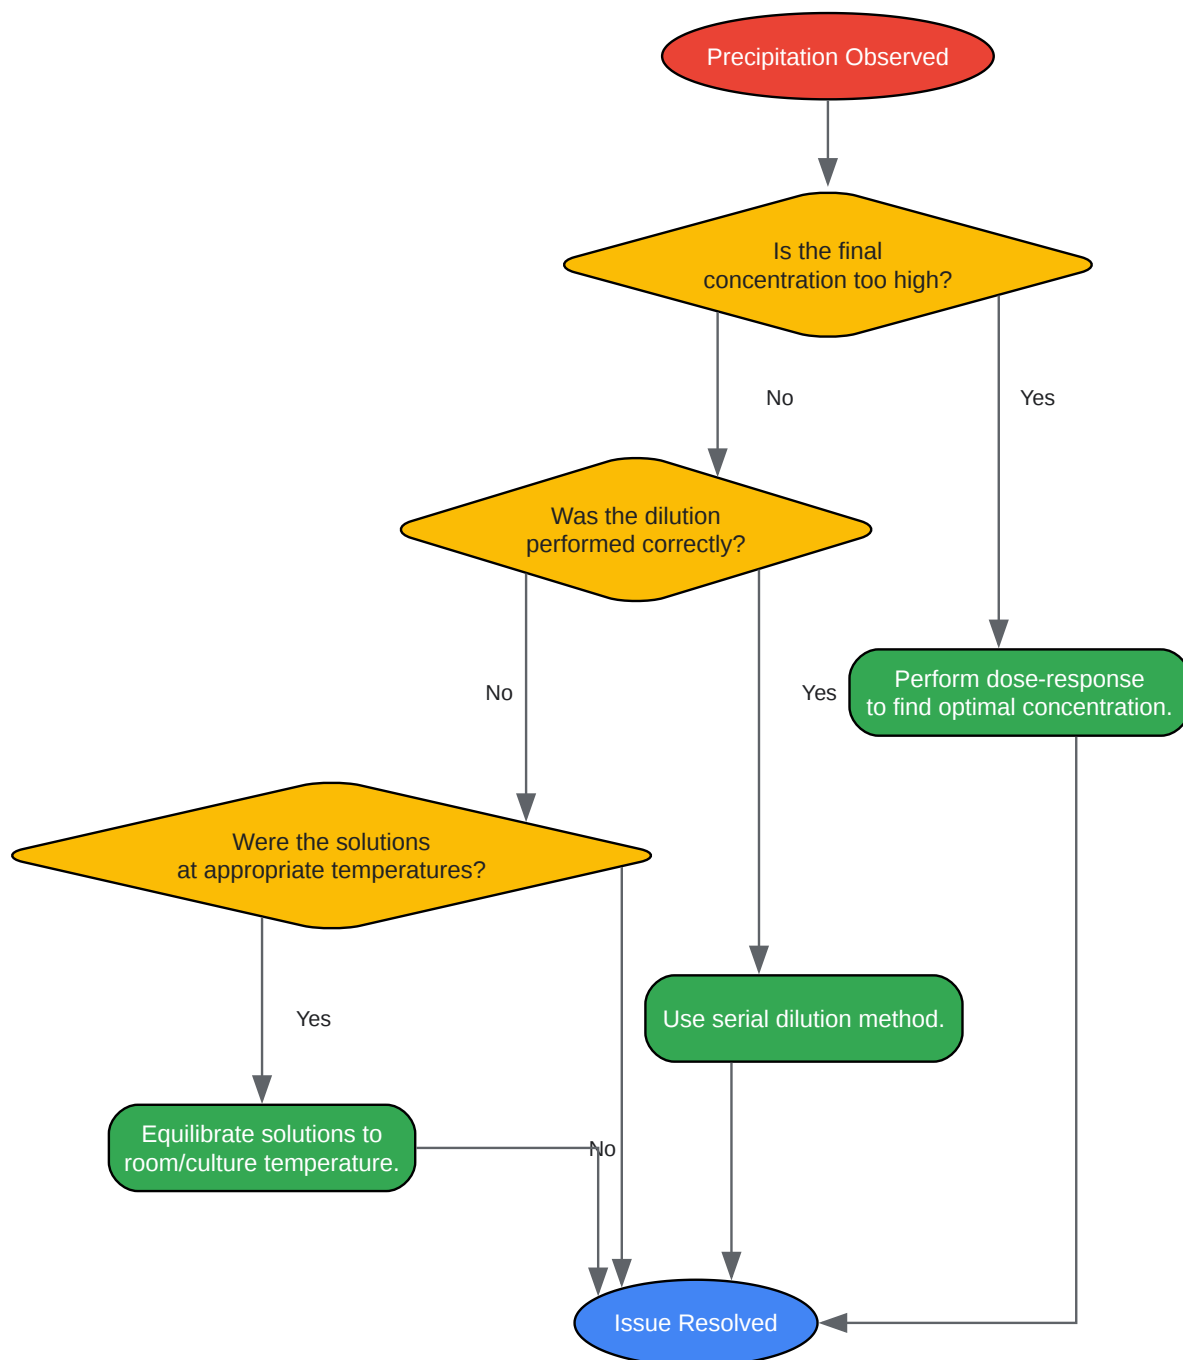 Precipitation Observed
Is the final
concentration too high?
No
Yes
Was the dilution
performed correctly?
No
Yes
Perform dose-response
to find optimal concentration.
Were the solutions
at appropriate temperatures?
Yes
Use serial dilution method.
Equilibrate solutions to
room/culture temperature.
No
Issue Resolved